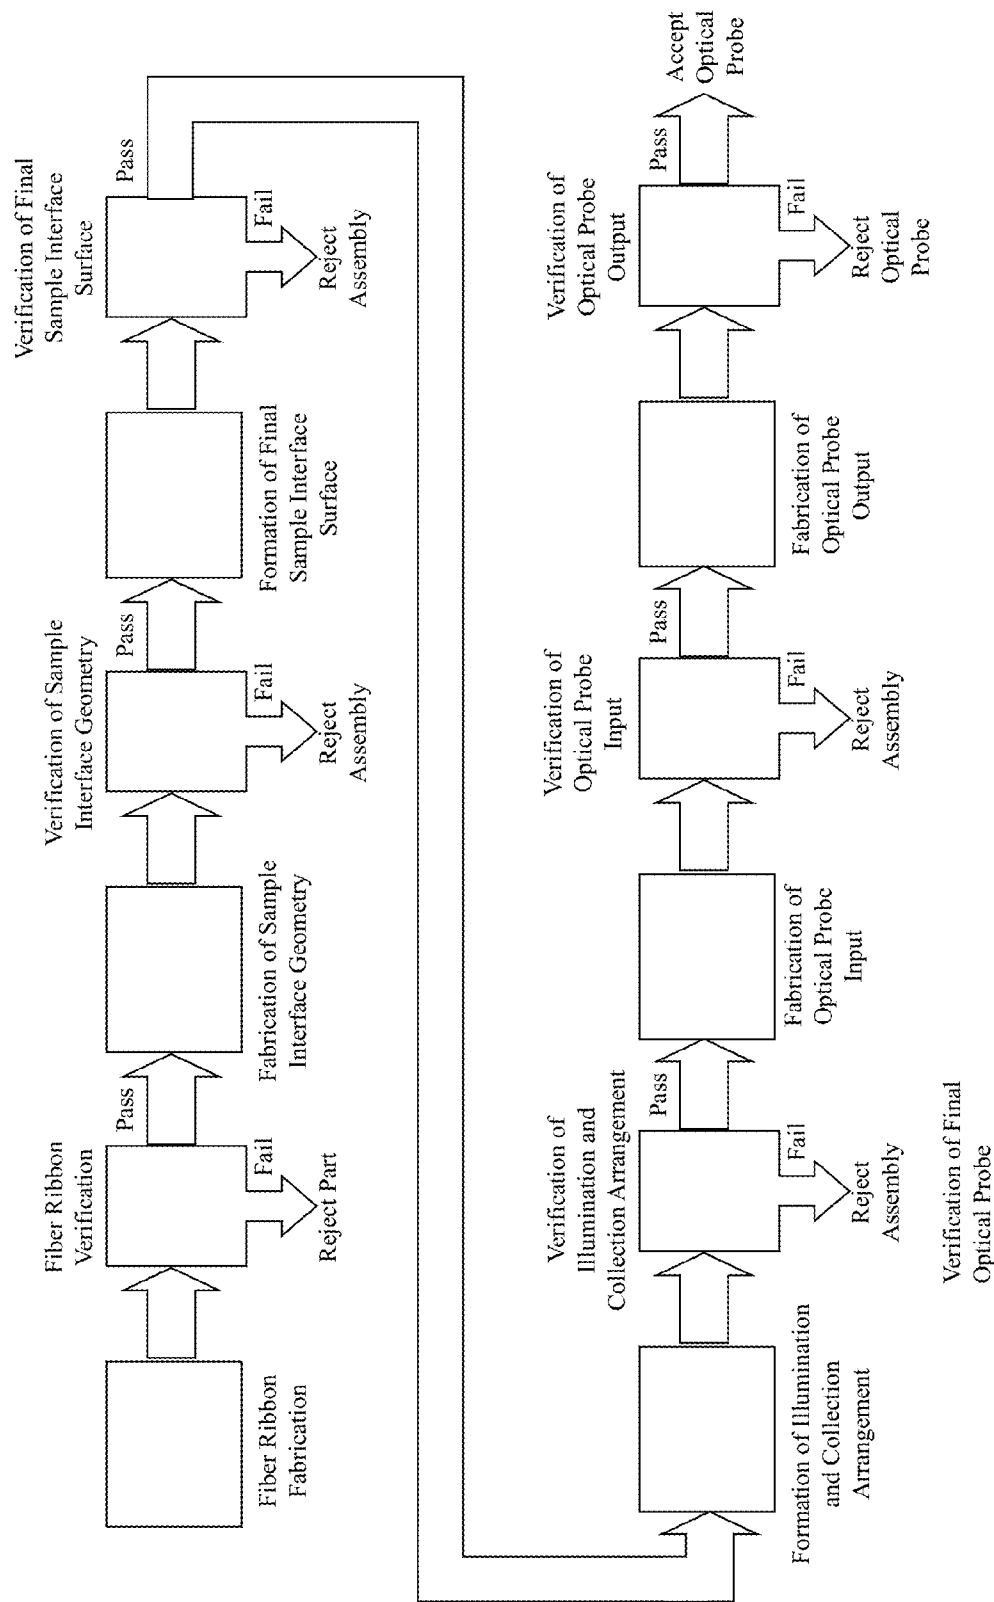 Fiber Ribbon
Fabrication
Fiber Ribbon
Verification
Pass
Fail
Reject Part
Fabrication of Sample
Interface Geometry
Verification of Sample
Interface Geometry
Pass
Fail
Reject
Assembly
Formation of Final
Sample Interface
Surface
Verification of Final
Sample Interface
Surface
Pass
Fail
Reject
Assembly
Formation of Illumination
and Collection
Arrangement
Verification of
Illumination and
Collection Arrangement
Pass
Fail
Reject
Assembly
Fabrication of
Optical Probe
Input
Verification of
Optical Probe
Input
Pass
Fail
Reject
Assembly
Fabrication of
Optical Probe
Output
Verification of
Optical Probe
Output
Pass
Fail
Reject
Optical
Probe
Accept
Optical
Probe
Verification of Final
Optical Probe